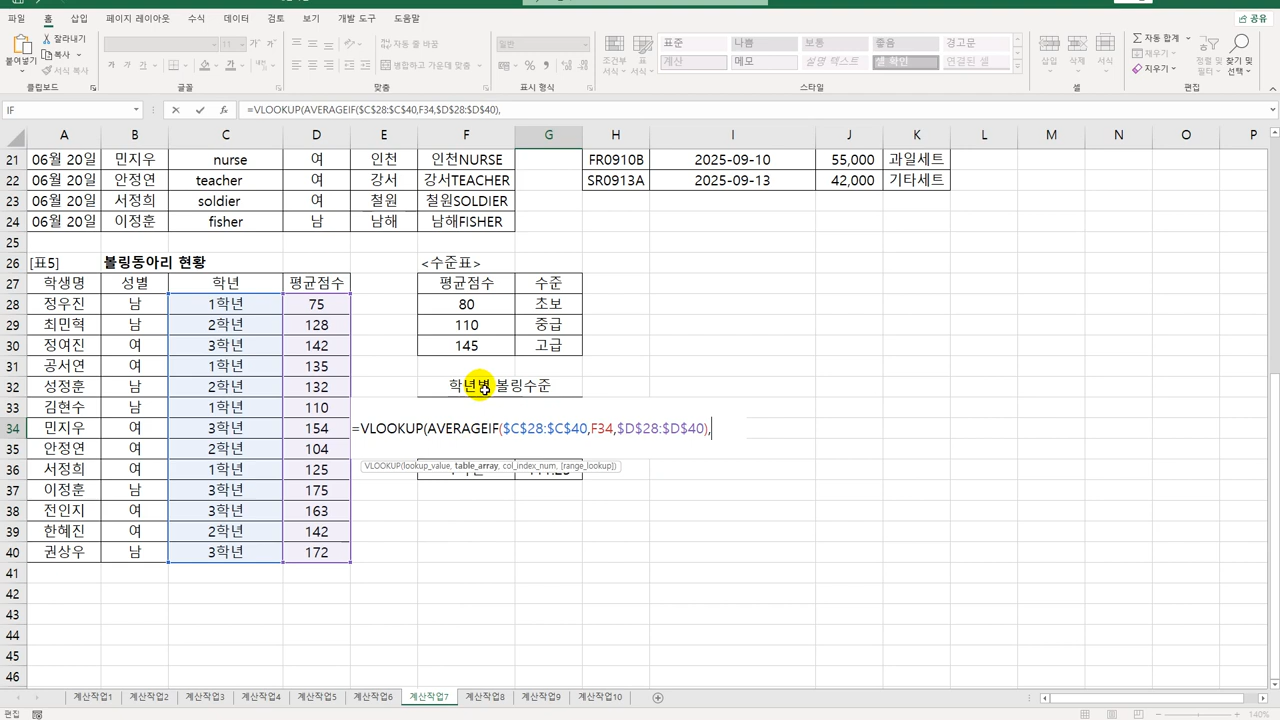 파일 홈 삽입 페이지 레이아웃 수식 데이터 검토 보기 개발 도구 도움말 공유
붙여넣기 잘라내기 복사 서식 복사
11 가 가 자동 줄 바꿈 일반
가 가 가 병합하고 가운데 맞춤
조건부 서식 표 서식 표준 나쁨 보통 좋음 경고문
계산 메모 설명 텍스트 셀 확인 연결된 셀
삽입 삭제 서식 자동 합계 채우기 지우기 정렬 및 필터 찾기 및 선택
클립보드 글꼴 맞춤 표시 형식 스타일 셀 편집
IF fx =VLOOKUP(AVERAGEIF($C$28:$C$40,F34,$D$28:$D$40),
A B C D E F G H I J K L M N O P
21 06월 20일 민지우 nurse 여 인천 인천NURSE FR0910B 2025-09-10 55,000 과일세트
22 06월 20일 안정연 teacher 여 강서 강서TEACHER SR0913A 2025-09-13 42,000 기타세트
23 06월 20일 서정희 soldier 여 철원 철원SOLDIER
24 06월 20일 이정훈 fisher 남 남해 남해FISHER
25
26 [표5] 볼링동아리 현황 <수준표>
27 학생명 성별 학년 평균점수 평균점수 수준
28 정우진 남 1학년 75 80 초보
29 최민혁 남 2학년 128 110 중급
30 정여진 여 3학년 142 145 고급
31 공서연 여 1학년 135
32 성정훈 남 2학년 132 학년별 볼링수준
33 김현수 남 1학년 110
34 민지우 여 3학년 154 =VLOOKUP(AVERAGEIF($C$28:$C$40,F34,$D$28:$D$40),
35 안정연 여 2학년 104
36 서정희 여 1학년 125 VLOOKUP(lookup_value, table_array, col_index_num, [range_lookup])
37 이정훈 남 3학년 175
38 전인지 여 3학년 163
39 한혜진 여 2학년 142
40 권상우 남 3학년 172
41
42
43
44
45
46
계산작업1 계산작업2 계산작업3 계산작업4 계산작업5 계산작업6 계산작업7 계산작업8 계산작업9 계산작업10
편집 140%